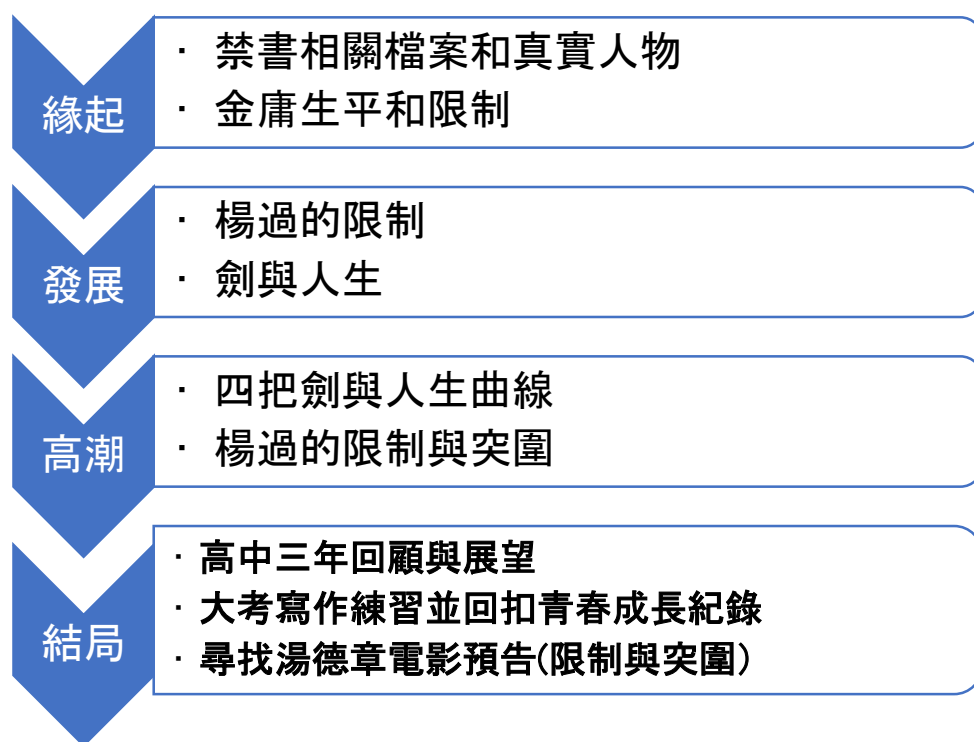 緣起
· 禁書相關檔案和真實人物
· 金庸生平和限制
發展
· 楊過的限制
· 劍與人生
高潮
· 四把劍與人生曲線
· 楊過的限制與突圍
結局
· 高中三年回顧與展望
· 大考寫作練習並回扣青春成長紀錄
· 尋找湯德章電影預告(限制與突圍)